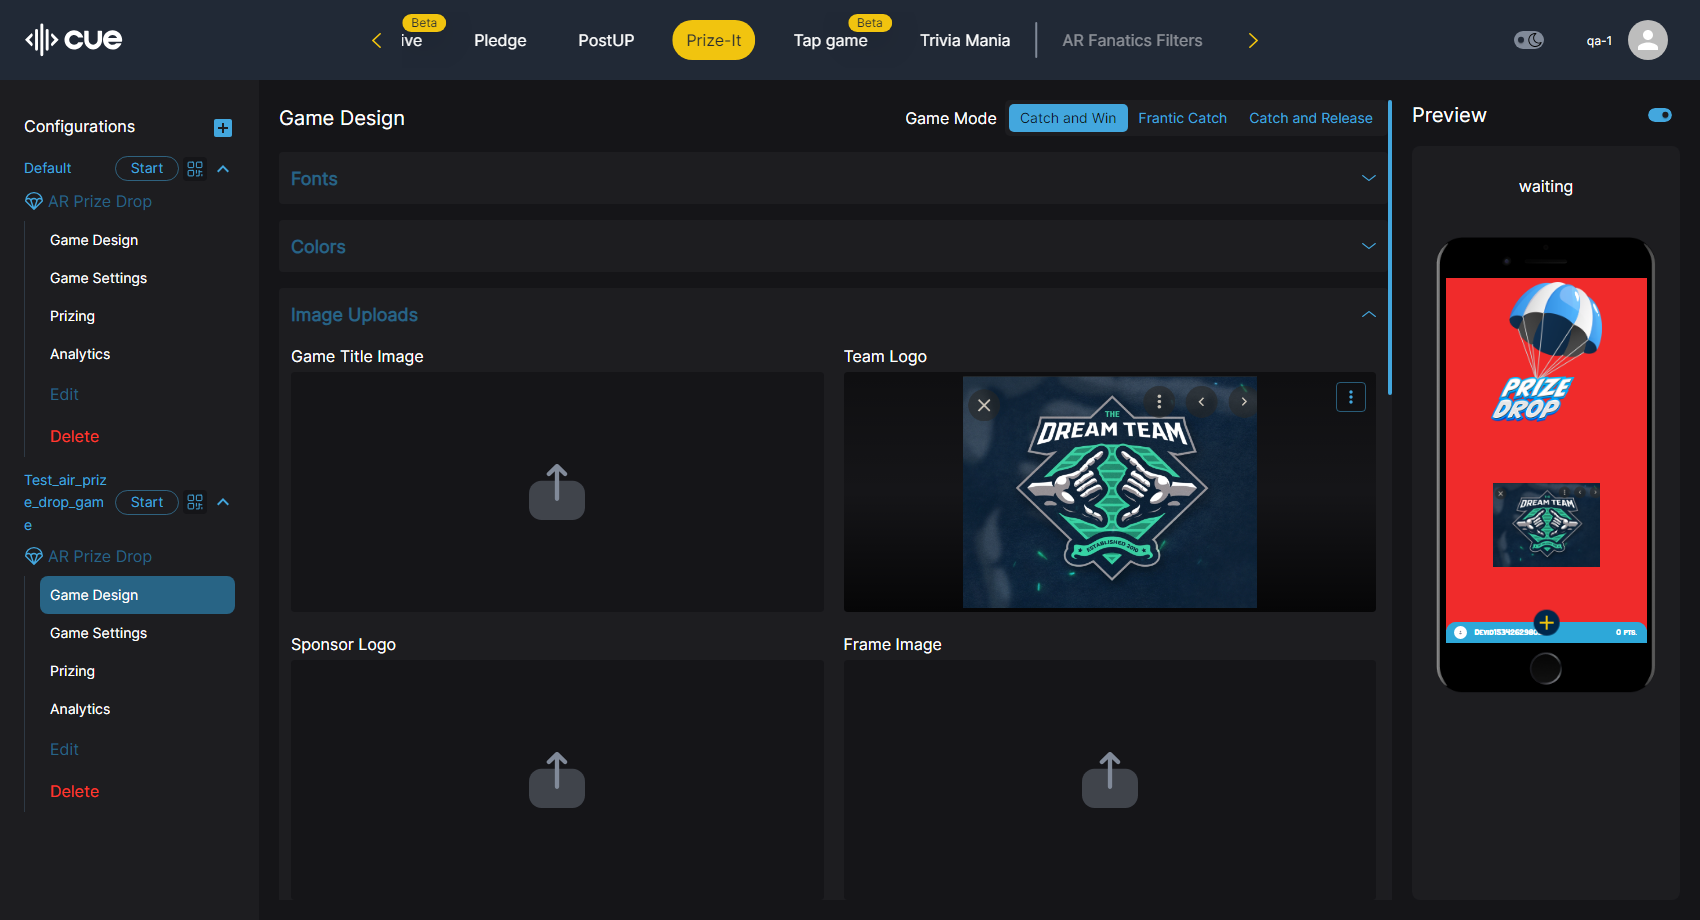 cue
Beta
ive
Pledge
PostUP
Prize-It
Beta
Tap game
Trivia Mania
AR Fanatics Filters
qa-1
Configurations
Default
Start
AR Prize Drop
Game Design
Game Settings
Prizing
Analytics
Edit
Delete
Test_air_priz
e_drop_gam
e
Start
AR Prize Drop
Game Design
Game Settings
Prizing
Analytics
Edit
Delete
Game Design
Game Mode
Catch and Win
Frantic Catch
Catch and Release
Fonts
Colors
Image Uploads
Game Title Image
Team Logo
THE
DREAM TEAM
ESTABLISHED 2010
Sponsor Logo
Frame Image
Preview
waiting
PRIZE
DROP
DREAM TEAM
0 PTS.